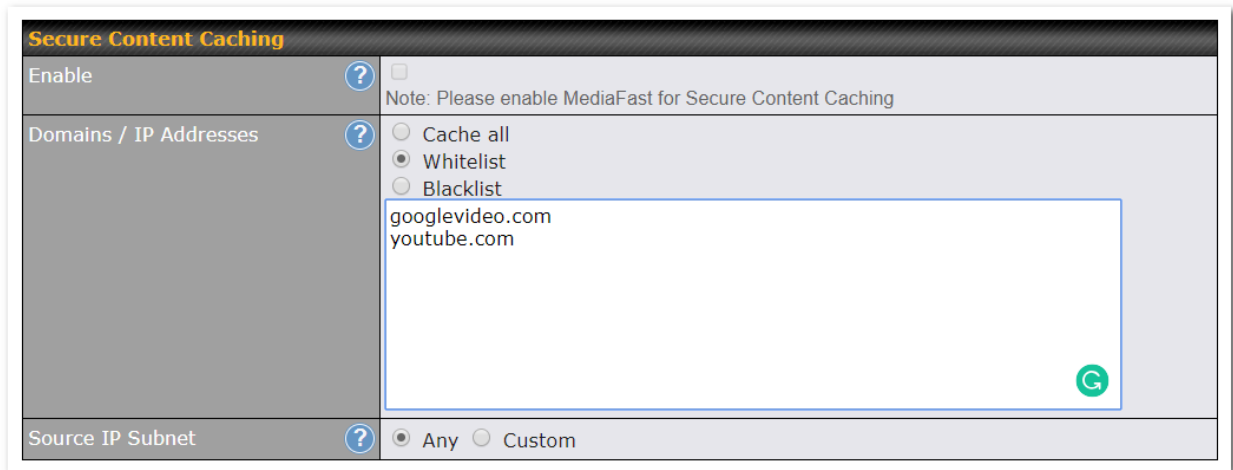 Secure Content Caching
Enable ?
Note: Please enable MediaFast for Secure Content Caching
Domains / IP Addresses ?
Cache all
Whitelist
Blacklist
googlevideo.com
youtube.com
G
Source IP Subnet ? Any Custom